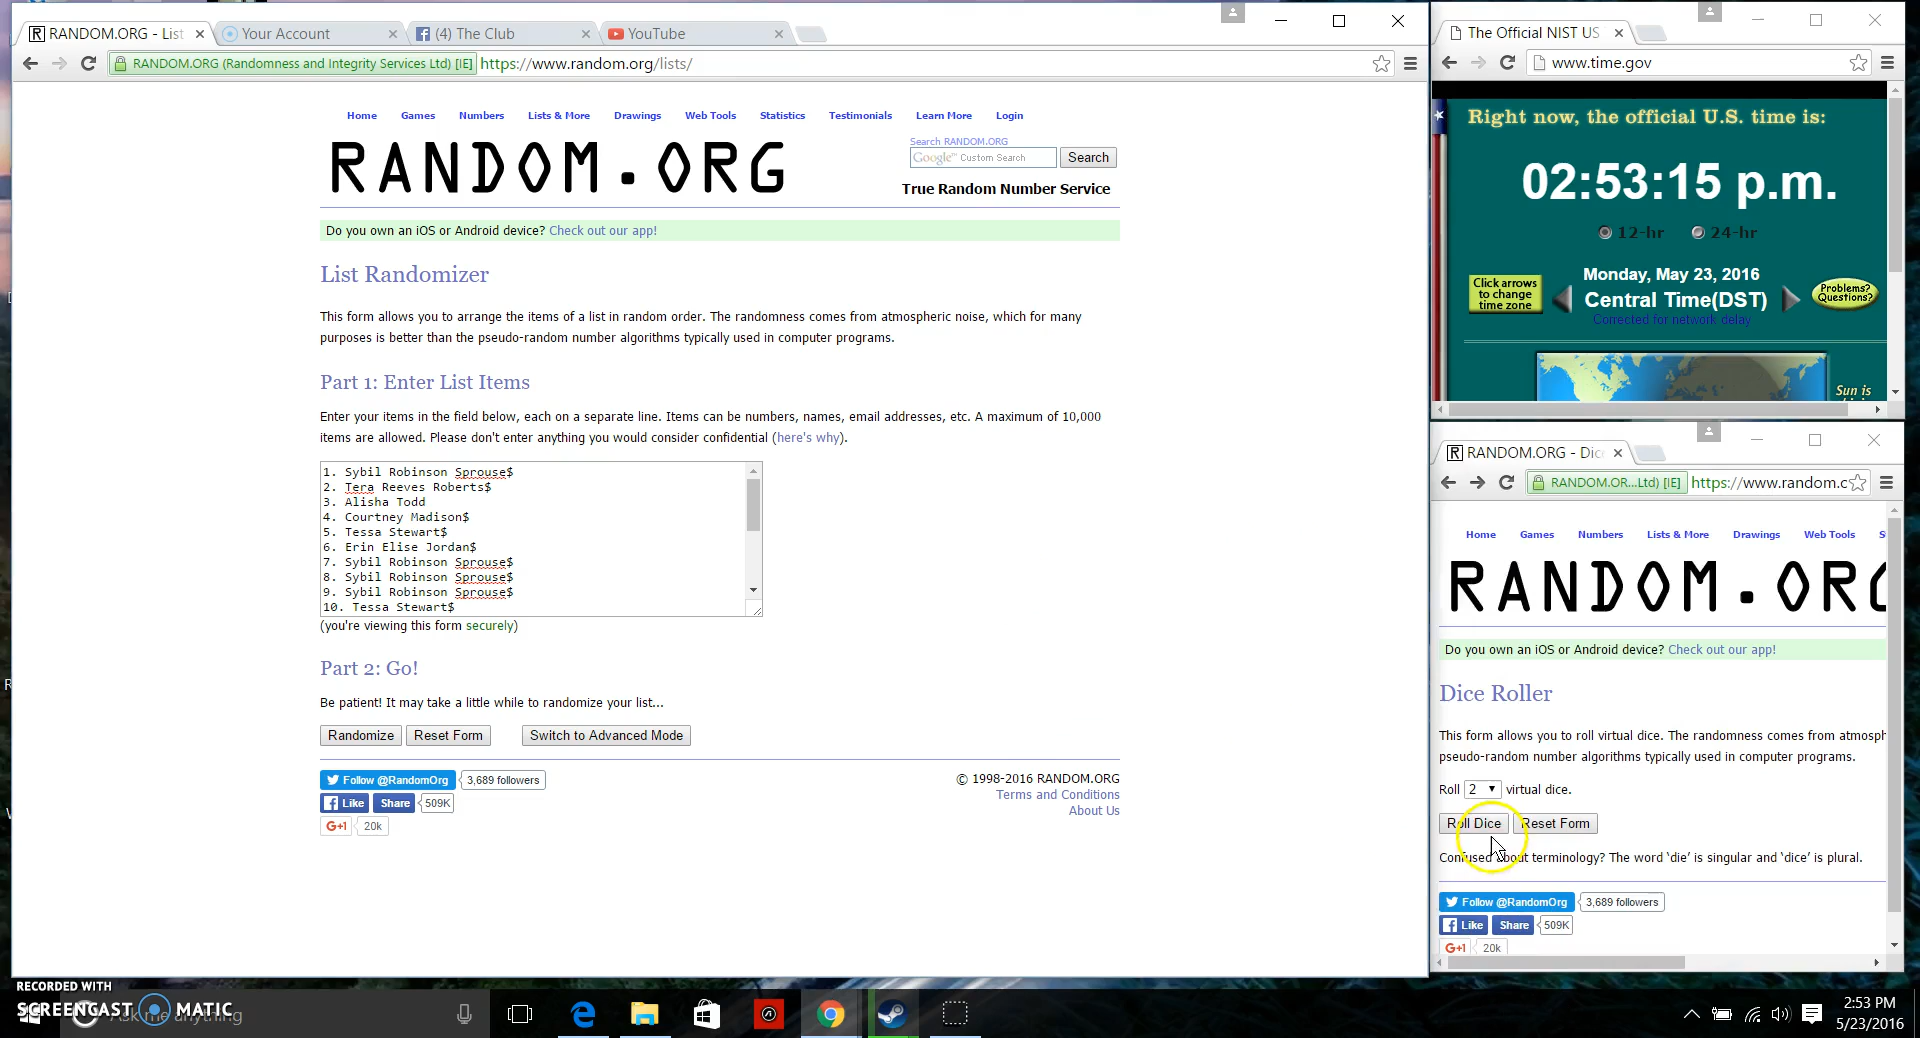 RANDOM.ORG - List
Your Account
(4) The Club
YouTube
RANDOM.ORG (Randomness and Integrity Services Ltd) [IE]
https://www.random.org/lists/
Home Games Numbers Lists & More Drawings Web Tools Statistics Testimonials Learn More Login
RANDOM.ORG
Search RANDOM.ORG
Google™ Custom Search
Search
True Random Number Service
Do you own an iOS or Android device? Check out our app!
List Randomizer
This form allows you to arrange the items of a list in random order. The randomness comes from atmospheric noise, which for many
purposes is better than the pseudo-random number algorithms typically used in computer programs.
Part 1: Enter List Items
Enter your items in the field below, each on a separate line. Items can be numbers, names, email addresses, etc. A maximum of 10,000
items are allowed. Please don't enter anything you would consider confidential (here's why).
1. Sybil Robinson Sprouse$
2. Tera Reeves Roberts$
3. Alisha Todd
4. Courtney Madison$
5. Tessa Stewart$
6. Erin Elise Jordan$
7. Sybil Robinson Sprouse$
8. Sybil Robinson Sprouse$
9. Sybil Robinson Sprouse$
10. Tessa Stewart$
(you're viewing this form securely)
Part 2: Go!
Be patient! It may take a little while to randomize your list...
Randomize
Reset Form
Switch to Advanced Mode
Follow @RandomOrg
3,689 followers
Like
Share
509K
G+1
20k
© 1998-2016 RANDOM.ORG
Terms and Conditions
About Us
The Official NIST US
www.time.gov
Right now, the official U.S. time is:
02:53:15 p.m.
12-hr
24-hr
Click arrows
to change
time zone
Monday, May 23, 2016
Central Time(DST)
Corrected for network delay
Problems?
Questions?
Sun is
RANDOM.ORG - Dice
RANDOM.OR...Ltd) [IE]
https://www.random.c
Home Games Numbers Lists & More Drawings Web Tools S
RANDOM.ORG
Do you own an iOS or Android device? Check out our app!
Dice Roller
This form allows you to roll virtual dice. The randomness comes from atmosph
pseudo-random number algorithms typically used in computer programs.
Roll 2 virtual dice.
Roll Dice
Reset Form
Confused about terminology? The word ‘die’ is singular and ‘dice’ is plural.
Follow @RandomOrg
3,689 followers
Like
Share
509K
G+1
20k
RECORDED WITH
SCREENCAST MATIC
Ask me anything
2:53 PM
5/23/2016